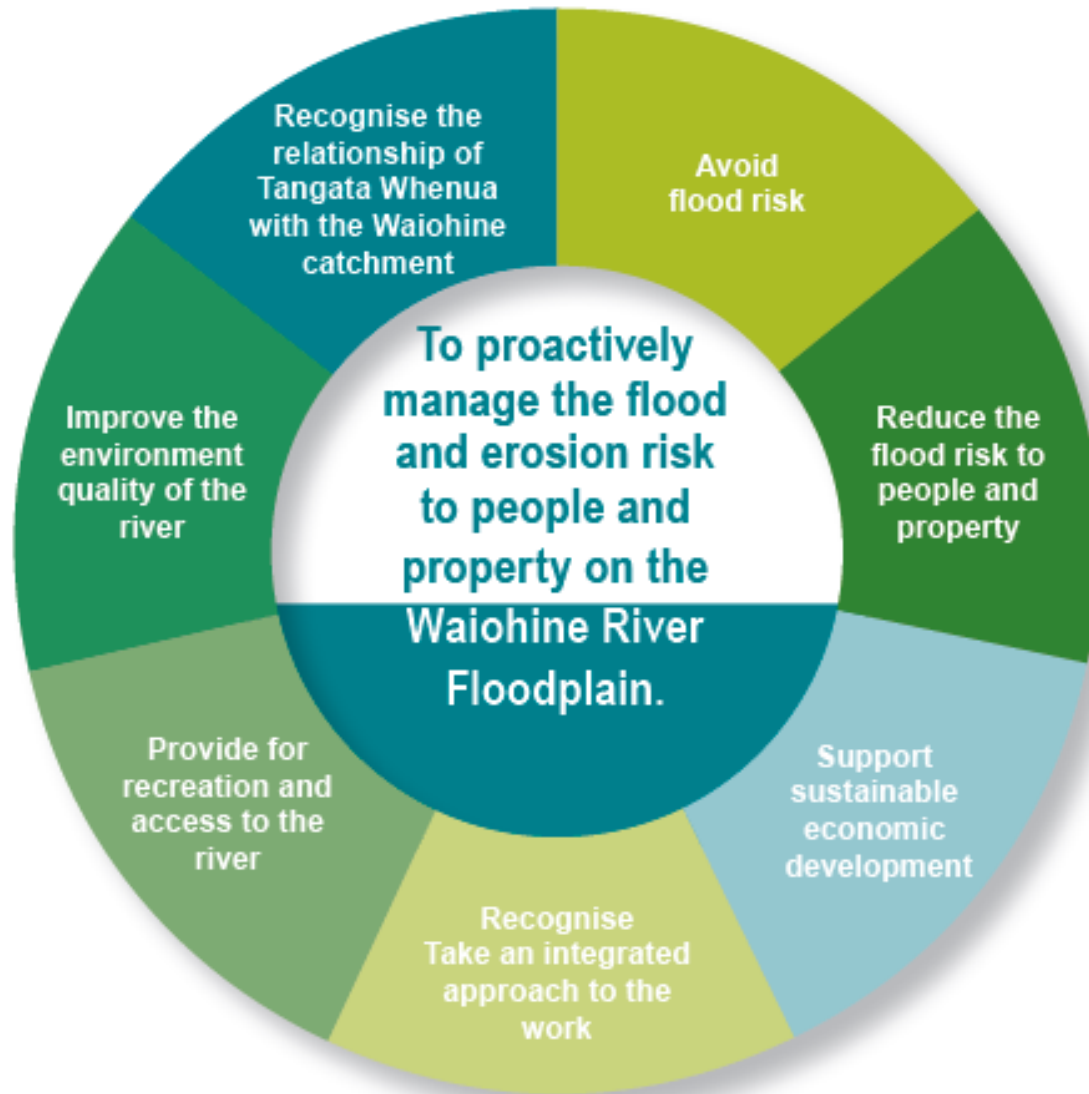 Recognise the
relationship of
Tangata Whenua
with the Waiohine
catchment
Avoid
flood risk
Reduce the
flood risk to
people and
property
Support
sustainable
economic
development
Recognise
Take an integrated
approach to the
work
Provide for
recreation and
access to the
river
Improve the
environment
quality of the
river
To proactively
manage the flood
and erosion risk
to people and
property on the
Waiohine River
Floodplain.